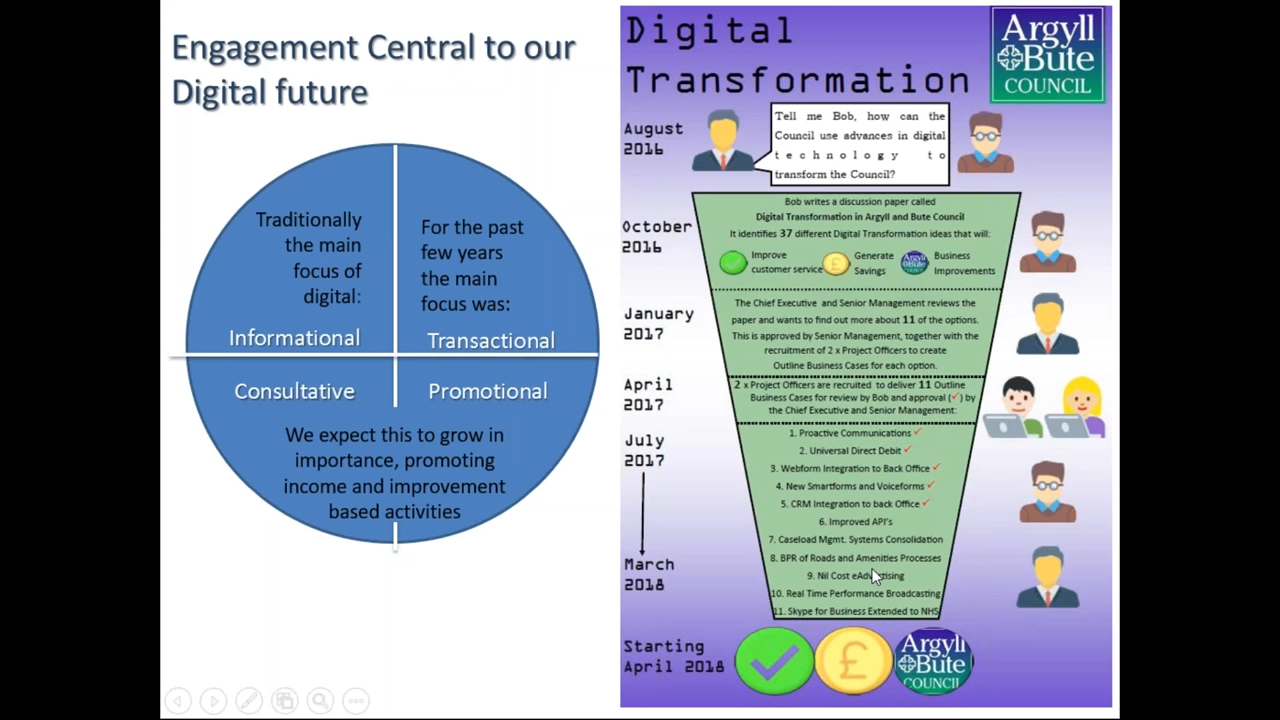 Engagement Central to our
Digital future
Traditionally
the main
focus of
digital:
Informational
For the past
few years
the main
focus was:
Transactional
Consultative
Promotional
We expect this to grow in
importance, promoting
income and improvement
based activities
Digital
Transformation
Argyll
Bute
COUNCIL
August
2016
Tell me Bob, how can the
Council use advances in digital
technology to
transform the Council?
October
2016
Bob writes a discussion paper called
Digital Transformation in Argyll and Bute Council
It identifies 37 different Digital Transformation ideas that will:
Improve
customer service
£
Generate
Savings
Argyll
Bute
COUNCIL
Business
Improvements
January
2017
The Chief Executive and Senior Management reviews the
paper and wants to find out more about 11 of the options.
This is approved by Senior Management, together with the
recruitment of 2 x Project Officers to create
Outline Business Cases for each option.
April
2017
2 x Project Officers are recruited to deliver 11 Outline
Business Cases for review by Bob and approval (✓) by
the Chief Executive and Senior Management:
July
2017
1. Proactive Communications ✓
2. Universal Direct Debit ✓
3. Webform Integration to Back Office ✓
4. New Smartforms and Voiceforms ✓
5. CRM Integration to back Office ✓
6. Improved API's
7. Caseload Mgmt. Systems Consolidation
8. BPR of Roads and Amenities Processes
9. Nil Cost eAdvertising
10. Real Time Performance Broadcasting
11. Skype for Business Extended to NHS
March
2018
Starting
April 2018
£
Argyll
Bute
COUNCIL